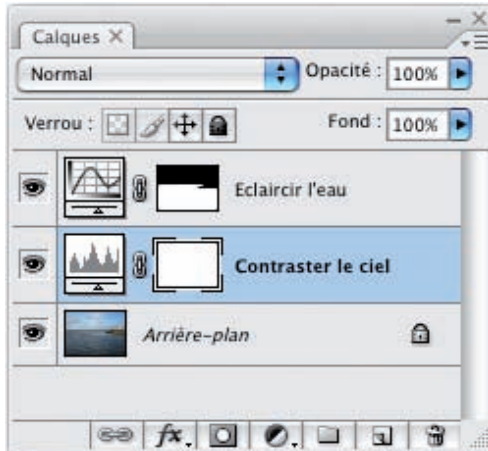 Calques
Normal Opacité : 100%
Verrou : Fond : 100%
Eclaircir l'eau
Contraster le ciel
Arrière-plan
fx